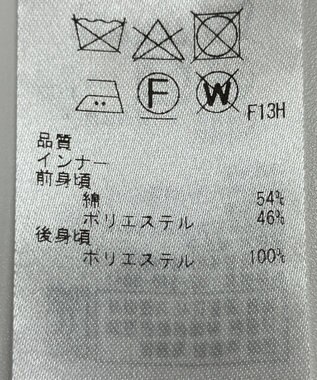 F W F13H
品質
インナー
前身頃
綿 54%
ポリエステル 46%
後身頃
ポリエステル 100%